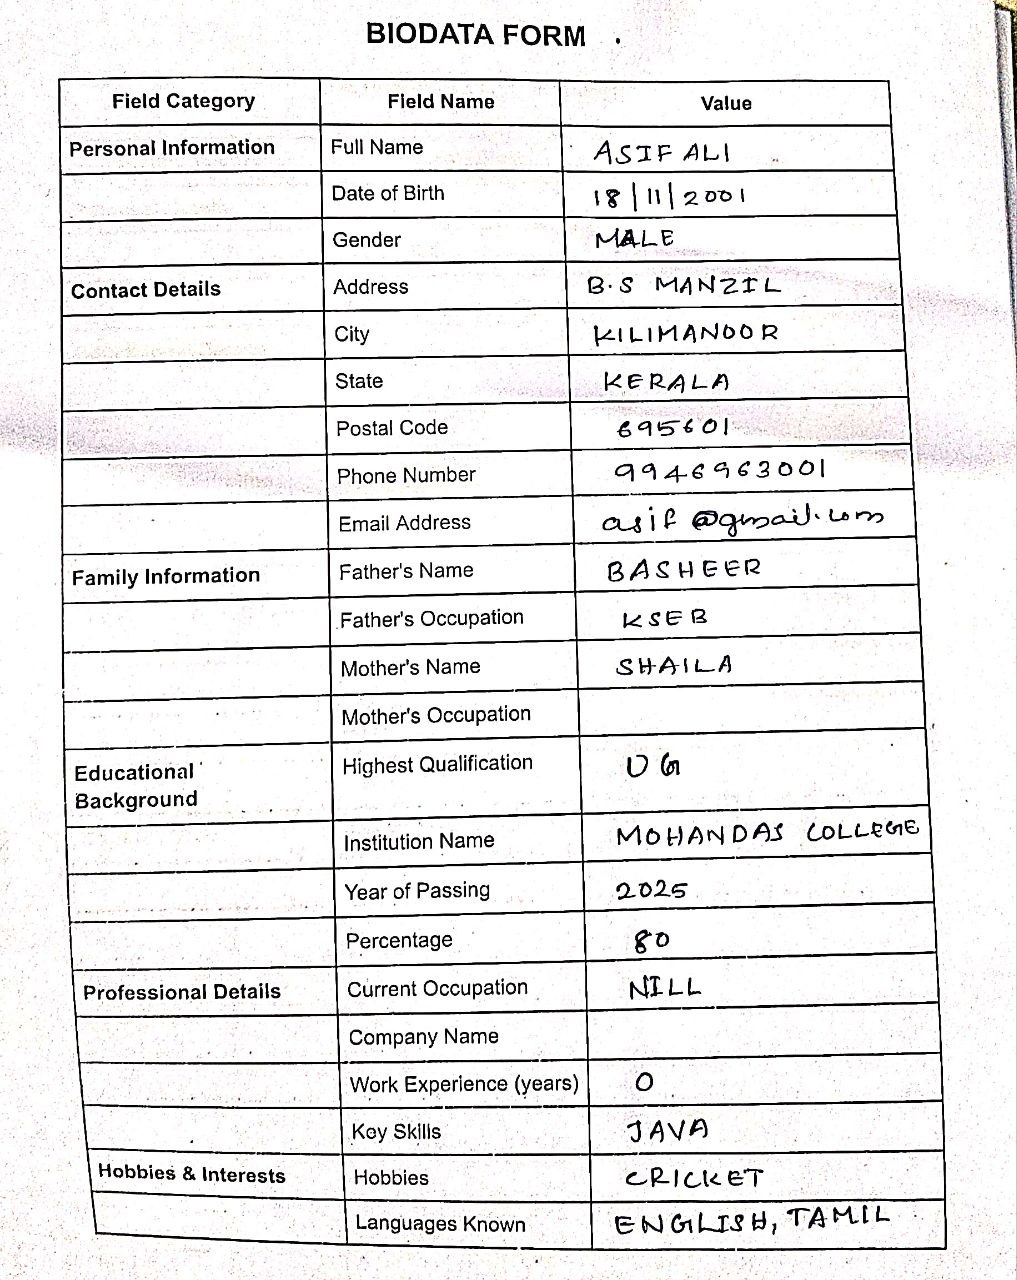 BIODATA FORM .
Field Category Field Name Value
Personal Information Full Name ASIF ALI
Date of Birth 18/11/2001
Gender MALE
Contact Details Address B.S MANZIL
City KILIMANOOR
State KERALA
Postal Code 695601
Phone Number 9946963001
Email Address asif@gmail.com
Family Information Father's Name BASHEER
Father's Occupation KSEB
Mother's Name SHAILA
Mother's Occupation
Educational Highest Qualification UG
Background
Institution Name MOHANDAS COLLEGE
Year of Passing 2025
Percentage 80
Professional Details Current Occupation NILL
Company Name
Work Experience (years) 0
Key Skills JAVA
Hobbies & Interests Hobbies CRICKET
Languages Known ENGLISH, TAMIL